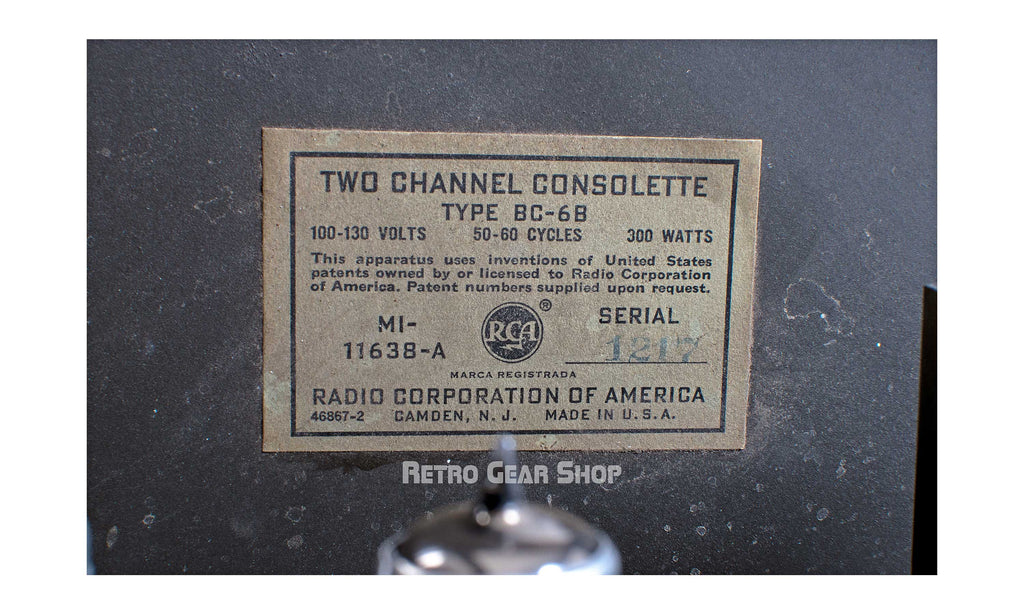 TWO CHANNEL CONSOLETTE
TYPE BC-6B
100-130 VOLTS 50-60 CYCLES 300 WATTS
This apparatus uses inventions of United States
patents owned by or licensed to Radio Corporation
of America. Patent numbers supplied upon request.
MI-
11638-A
RCA®
MARCA REGISTRADA
SERIAL
1217
RADIO CORPORATION OF AMERICA
46867-2 CAMDEN, N. J. MADE IN U.S.A.
RETRO GEAR SHOP